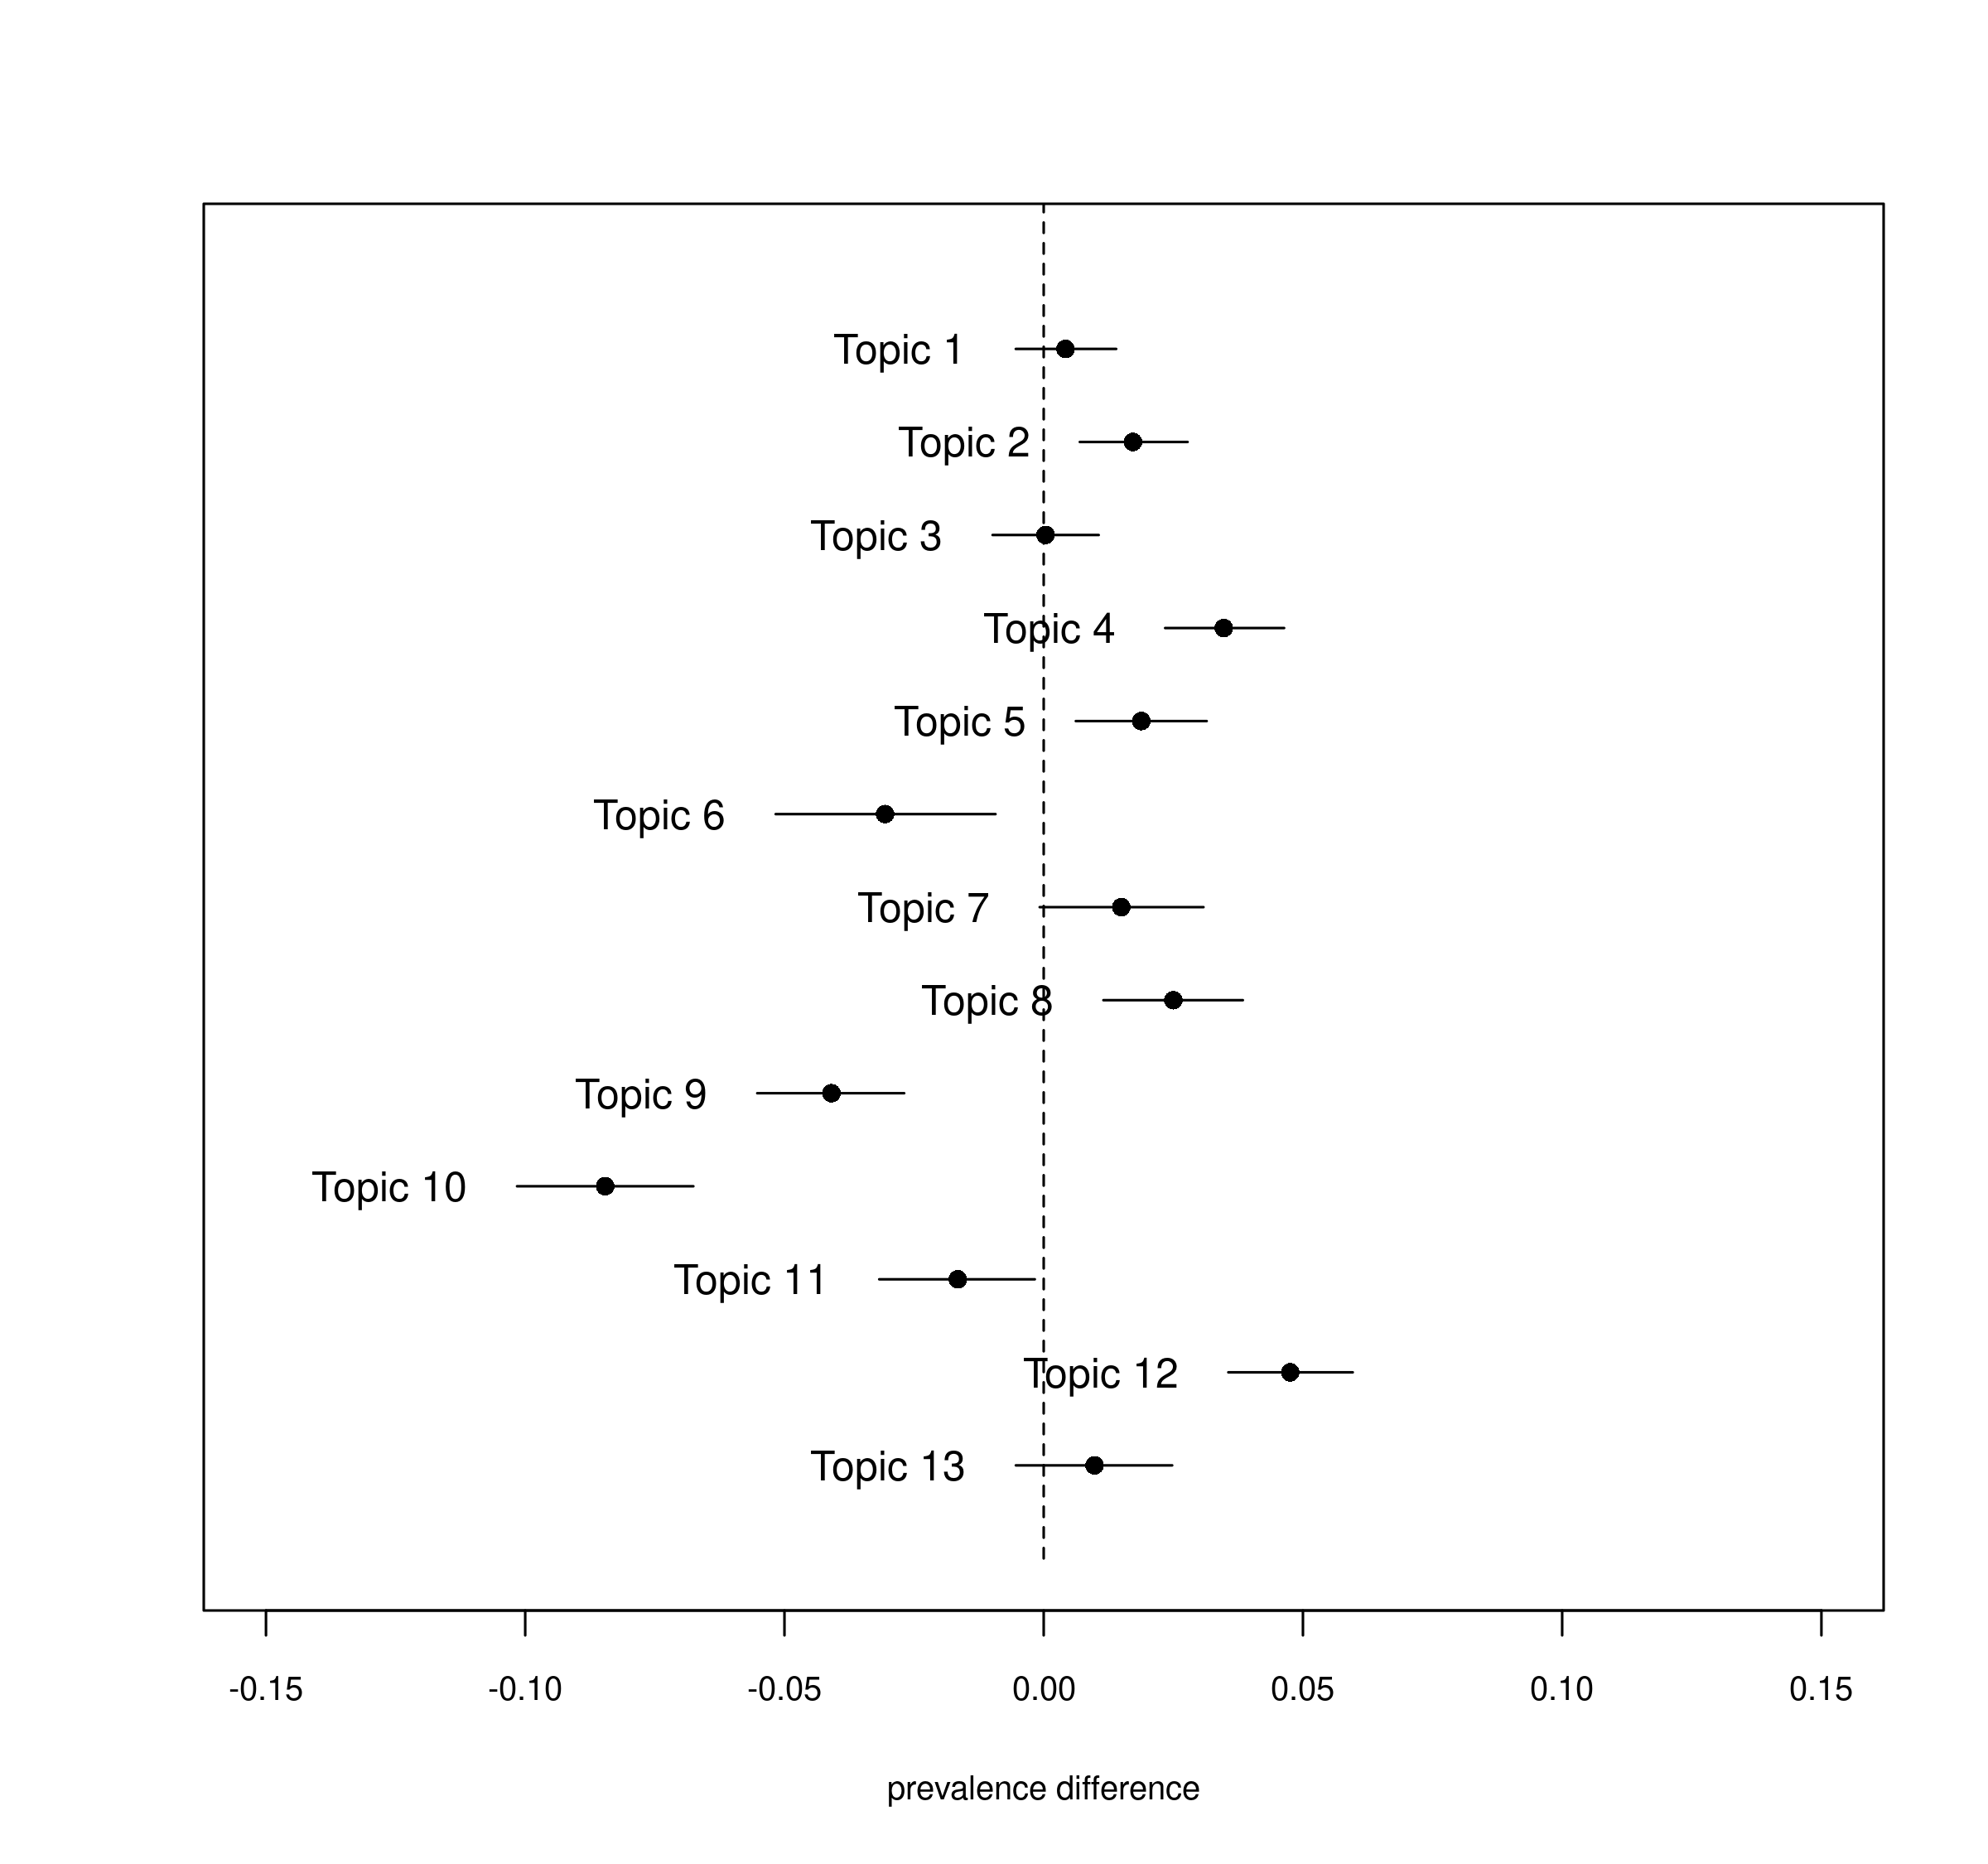 Topic 1
Topic 2
Topic 3
Topic 4
Topic 5
Topic 6
Topic 7
Topic 8
Topic 9
Topic 10
Topic 11
Topic 12
Topic 13
-0.15 -0.10 -0.05 0.00 0.05 0.10 0.15
prevalence difference